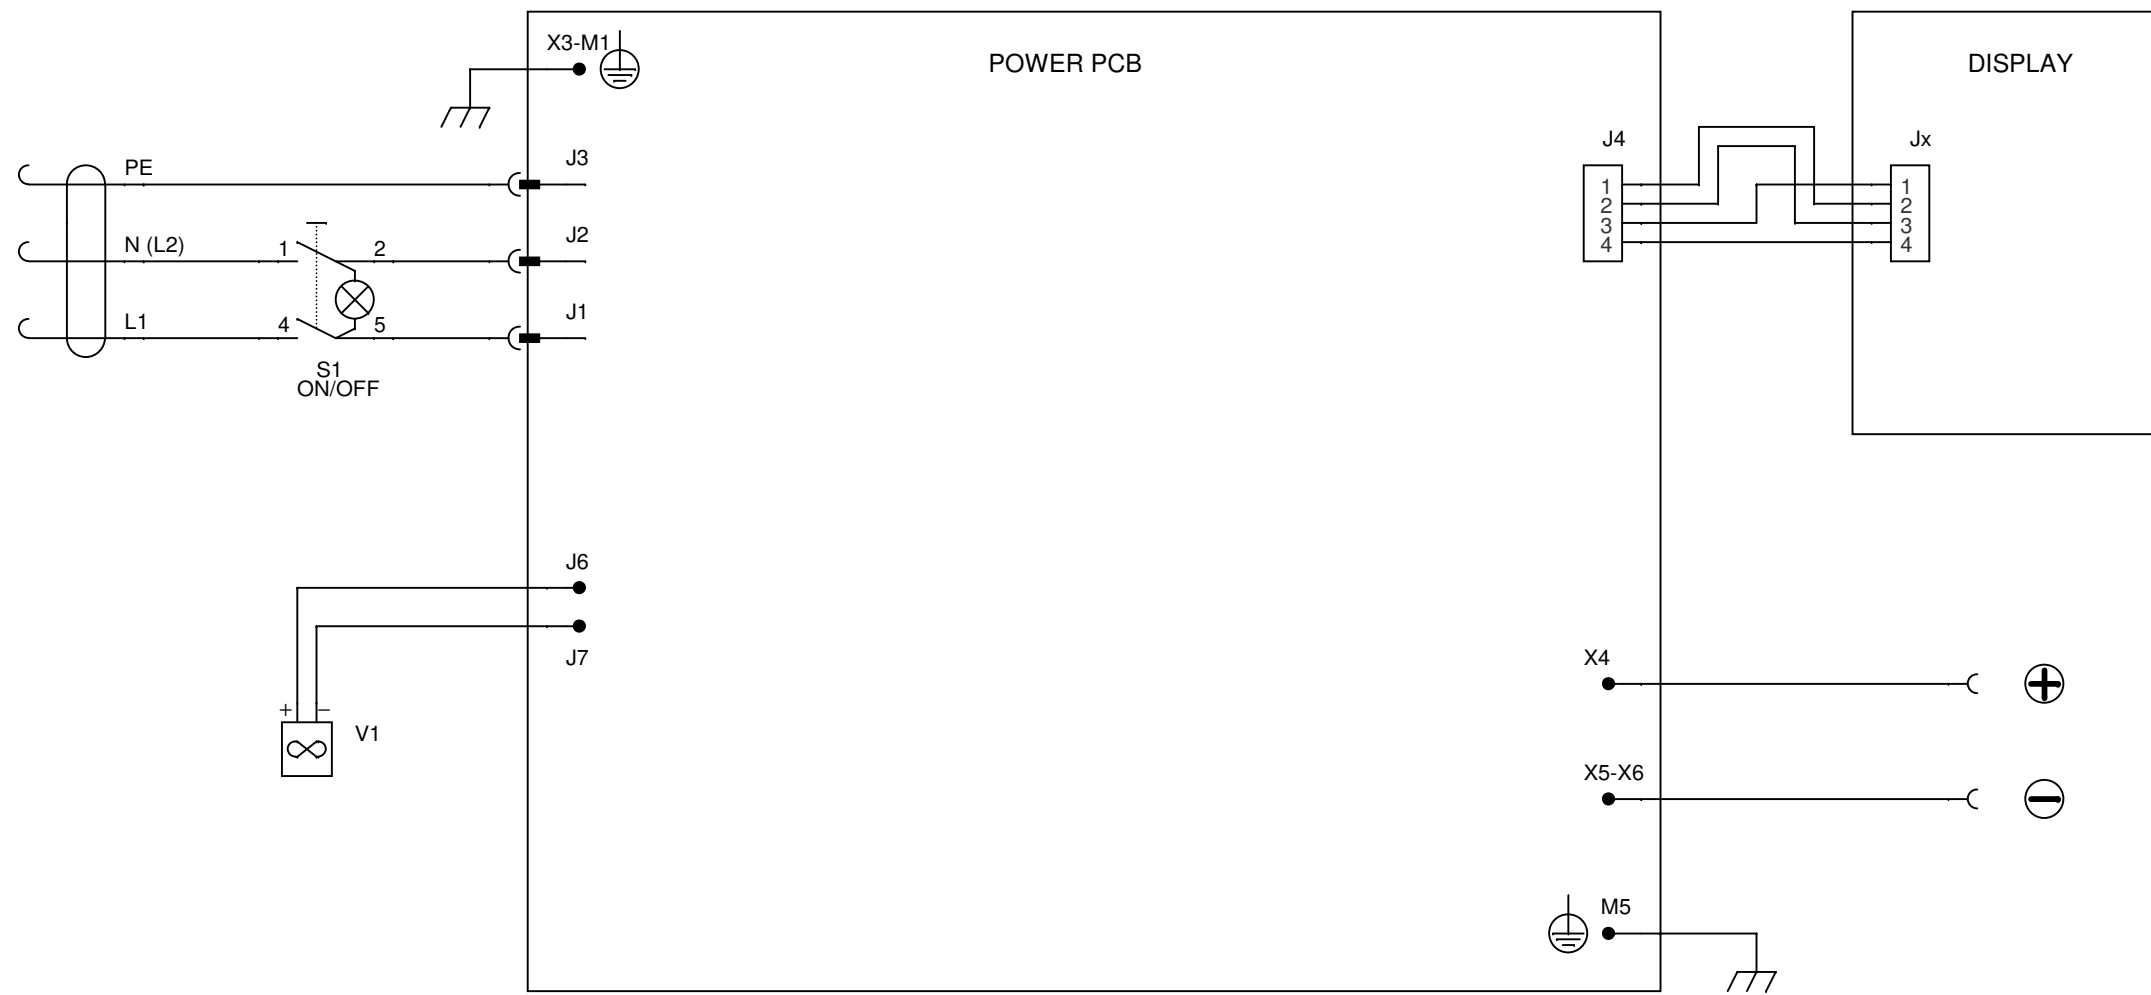 X3-M1
POWER PCB
DISPLAY
J4
Jx
PE
J3
1
2
3
4
1
2
3
4
N (L2)
1
2
J2
L1
4
5
J1
S1
ON/OFF
J6
J7
X4
+ −
V1
X5-X6
M5